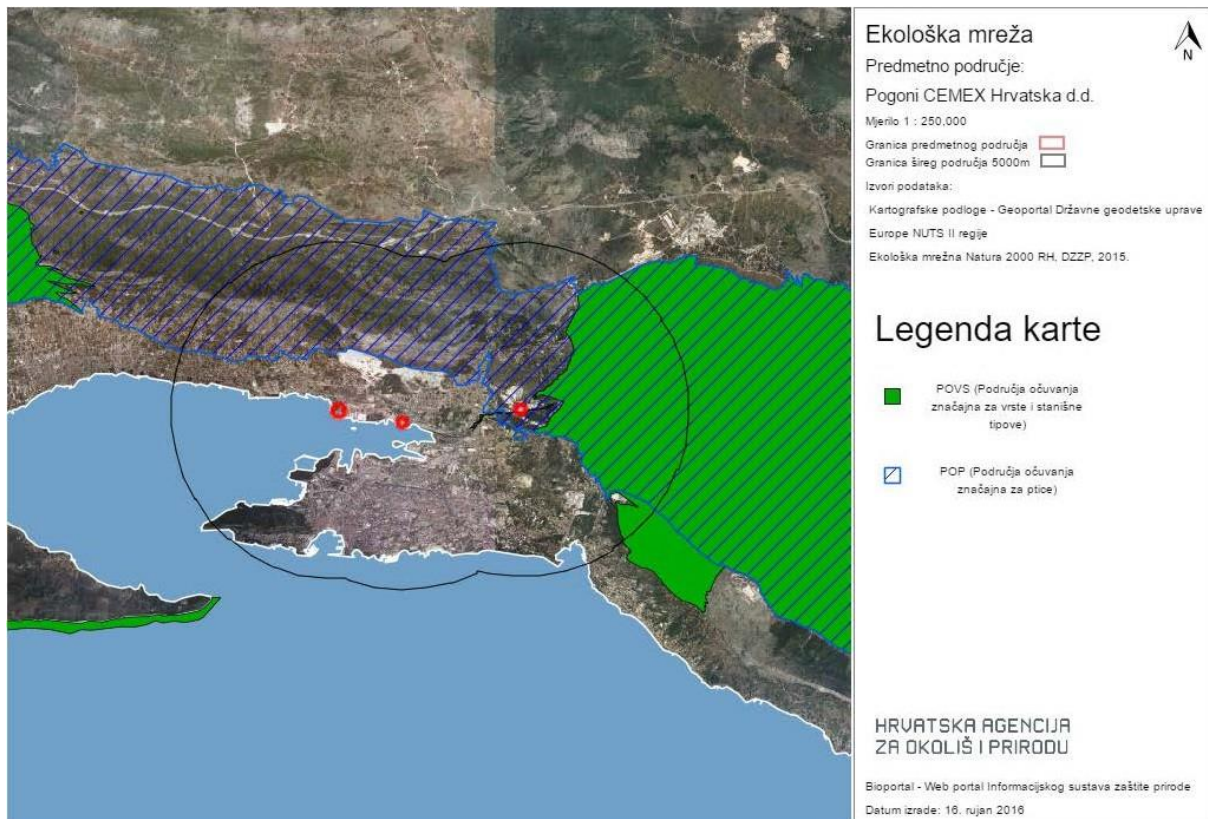 Ekološka mreža
N
Predmetno područje:
Pogoni CEMEX Hrvatska d.d.
Mjerilo 1 : 250,000
Granica predmetnog područja
Granica šireg područja 5000m
Izvori podataka:
Kartografske podloge - Geoportal Državne geodetske uprave
Europe NUTS II regije
Ekološka mrežna Natura 2000 RH, DZZP, 2015.
Legenda karte
POVS (Područja očuvanja
značajna za vrste i stanišne
tipove)
POP (Područja očuvanja
značajna za ptice)
HRVATSKA AGENCIJA
ZA OKOLIŠ I PRIRODU
Bioportal - Web portal Informacijskog sustava zaštite prirode
Datum izrade: 16. rujan 2016